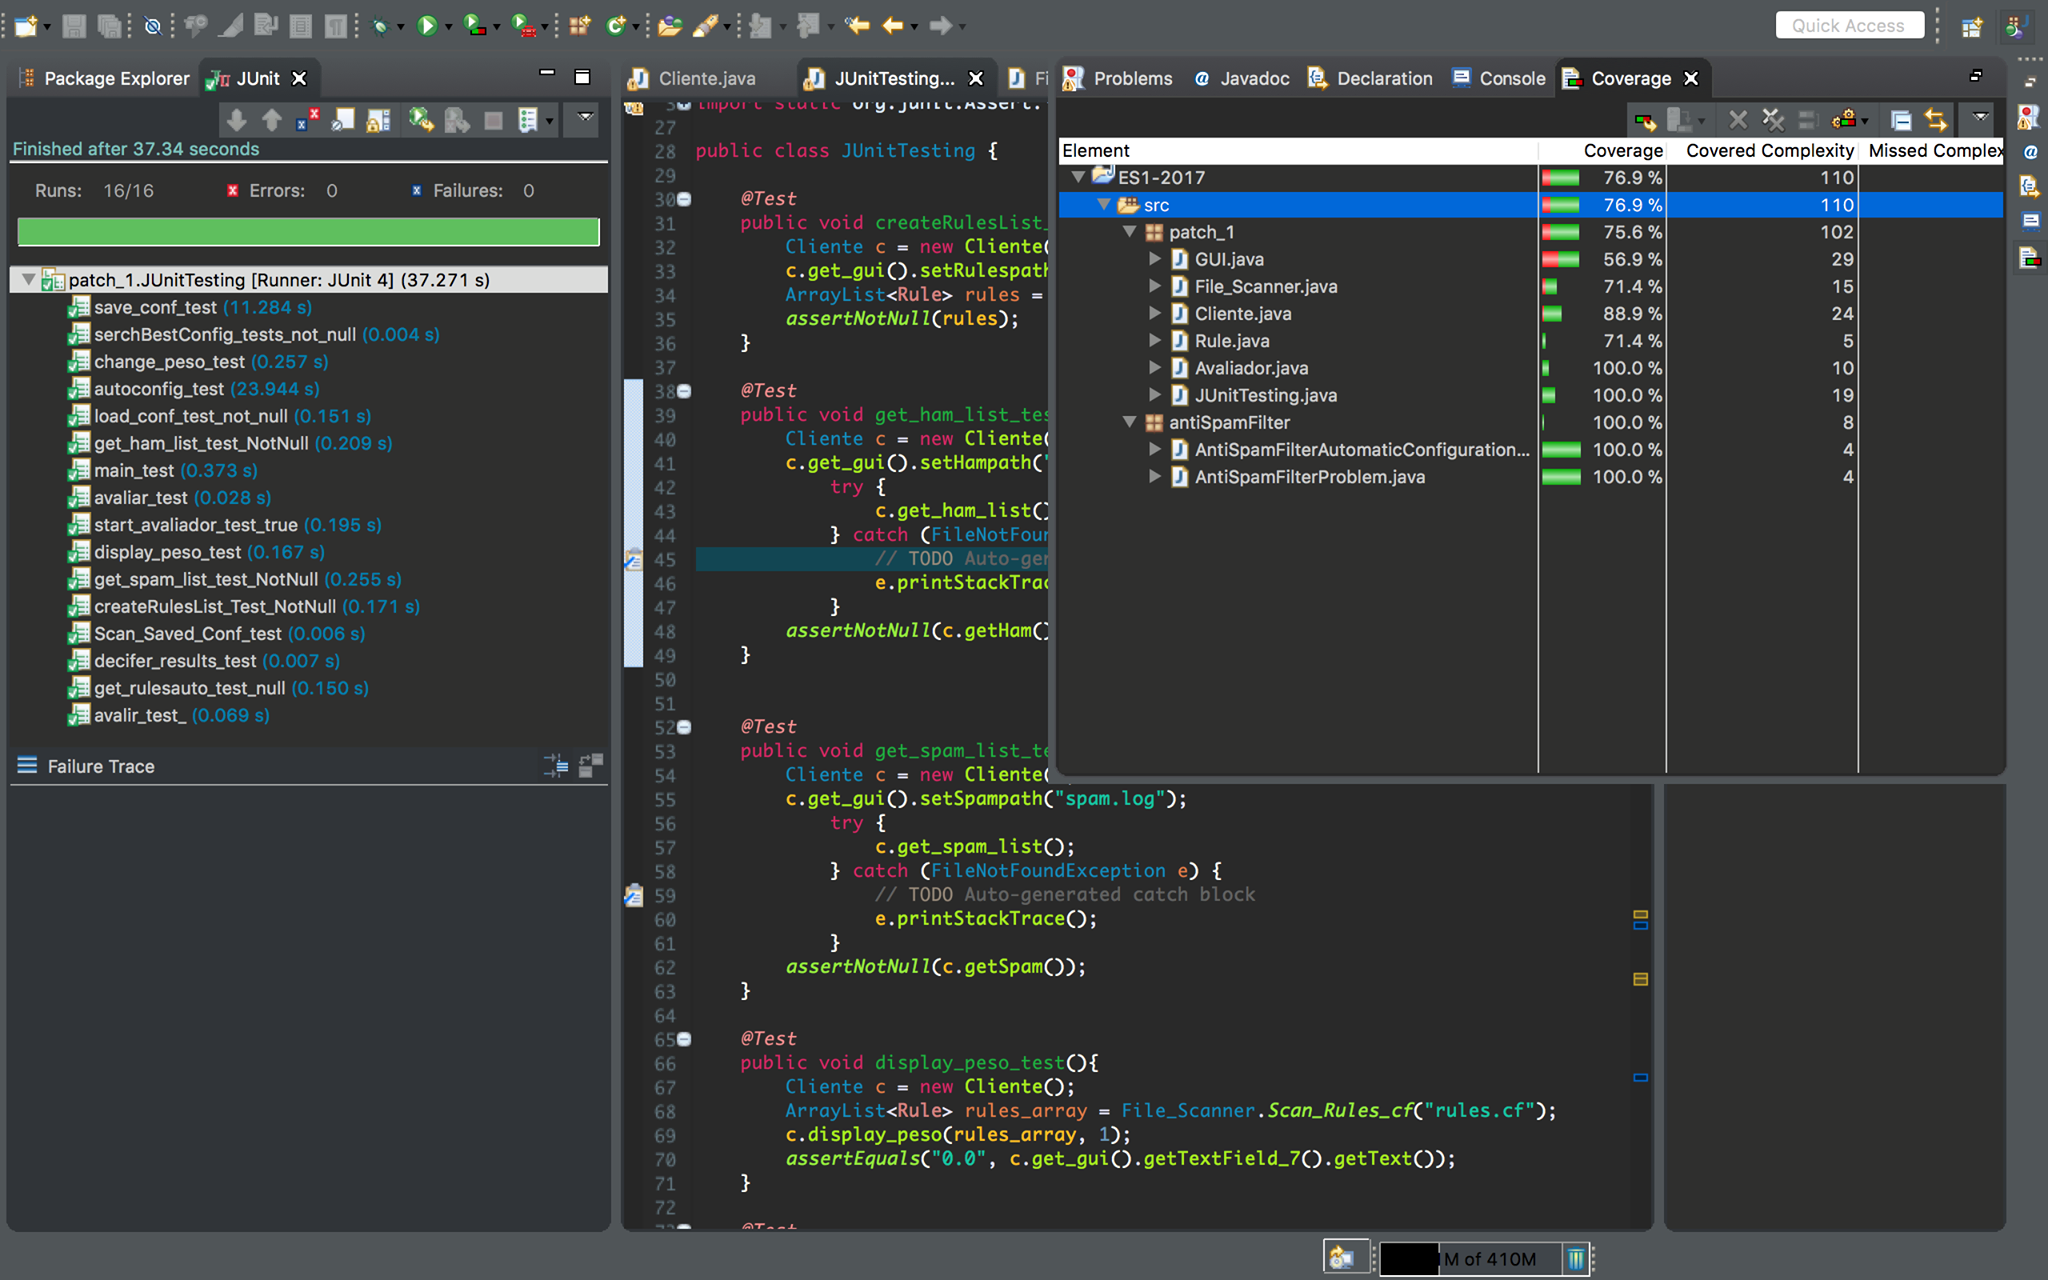 Quick Access
Package Explorer
JUnit
Finished after 37.34 seconds
Runs: 16/16
Errors: 0
Failures: 0
patch_1.JUnitTesting [Runner: JUnit 4] (37.271 s)
save_conf_test (11.284 s)
serchBestConfig_tests_not_null (0.004 s)
change_peso_test (0.257 s)
autoconfig_test (23.944 s)
load_conf_test_not_null (0.151 s)
get_ham_list_test_NotNull (0.209 s)
main_test (0.373 s)
avaliar_test (0.028 s)
start_avaliador_test_true (0.195 s)
display_peso_test (0.167 s)
get_spam_list_test_NotNull (0.255 s)
createRulesList_Test_NotNull (0.171 s)
Scan_Saved_Conf_test (0.006 s)
decifer_results_test (0.007 s)
get_rulesauto_test_null (0.150 s)
avalir_test_ (0.069 s)
Failure Trace
Cliente.java
JUnitTesting...
Fi
import static org.junit.Assert.
27
28 public class JUnitTesting {
29
30 @Test
31 public void createRulesList_
32 Cliente c = new Cliente(
33 c.get_gui().setRulespath
34 ArrayList<Rule> rules =
35 assertNotNull(rules);
36 }
37
38 @Test
39 public void get_ham_list_tes
40 Cliente c = new Cliente(
41 c.get_gui().setHampath("
42 try {
43 c.get_ham_list()
44 } catch (FileNotFoun
45 // TODO Auto-gen
46 e.printStackTrac
47 }
48 assertNotNull(c.getHam()
49 }
50
51
52 @Test
53 public void get_spam_list_te
54 Cliente c = new Cliente(
55 c.get_gui().setSpampath("spam.log");
56 try {
57 c.get_spam_list();
58 } catch (FileNotFoundException e) {
59 // TODO Auto-generated catch block
60 e.printStackTrace();
61 }
62 assertNotNull(c.getSpam());
63 }
64
65 @Test
66 public void display_peso_test(){
67 Cliente c = new Cliente();
68 ArrayList<Rule> rules_array = File_Scanner.Scan_Rules_cf("rules.cf");
69 c.display_peso(rules_array, 1);
70 assertEquals("0.0", c.get_gui().getTextField_7().getText());
71 }
72
73 @Test
Problems
Javadoc
Declaration
Console
Coverage
Element Coverage Covered Complexity Missed Complex
ES1-2017 76.9 % 110
src 76.9 % 110
patch_1 75.6 % 102
GUI.java 56.9 % 29
File_Scanner.java 71.4 % 15
Cliente.java 88.9 % 24
Rule.java 71.4 % 5
Avaliador.java 100.0 % 10
JUnitTesting.java 100.0 % 19
antiSpamFilter 100.0 % 8
AntiSpamFilterAutomaticConfiguration... 100.0 % 4
AntiSpamFilterProblem.java 100.0 % 4
M of 410M